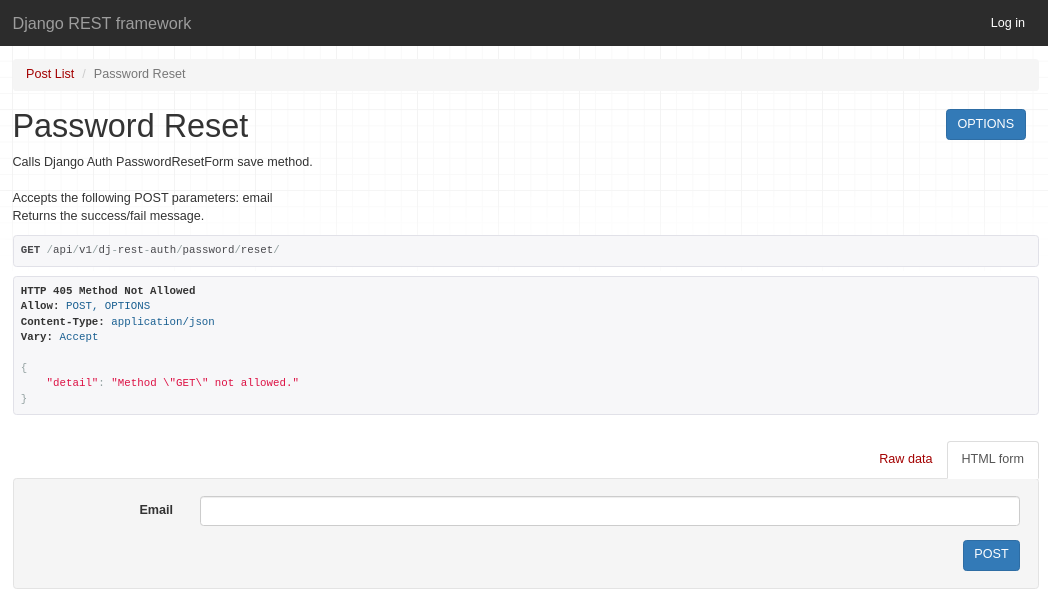 Django REST framework
Log in
Post List / Password Reset
Password Reset
OPTIONS
Calls Django Auth PasswordResetForm save method.
Accepts the following POST parameters: email
Returns the success/fail message.
GET /api/v1/dj-rest-auth/password/reset/
HTTP 405 Method Not Allowed
Allow: POST, OPTIONS
Content-Type: application/json
Vary: Accept
{
    "detail": "Method \"GET\" not allowed."
}
Raw data
HTML form
Email
POST